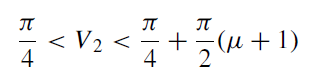 π/4 < V₂ < π/4 + π/2(μ + 1)